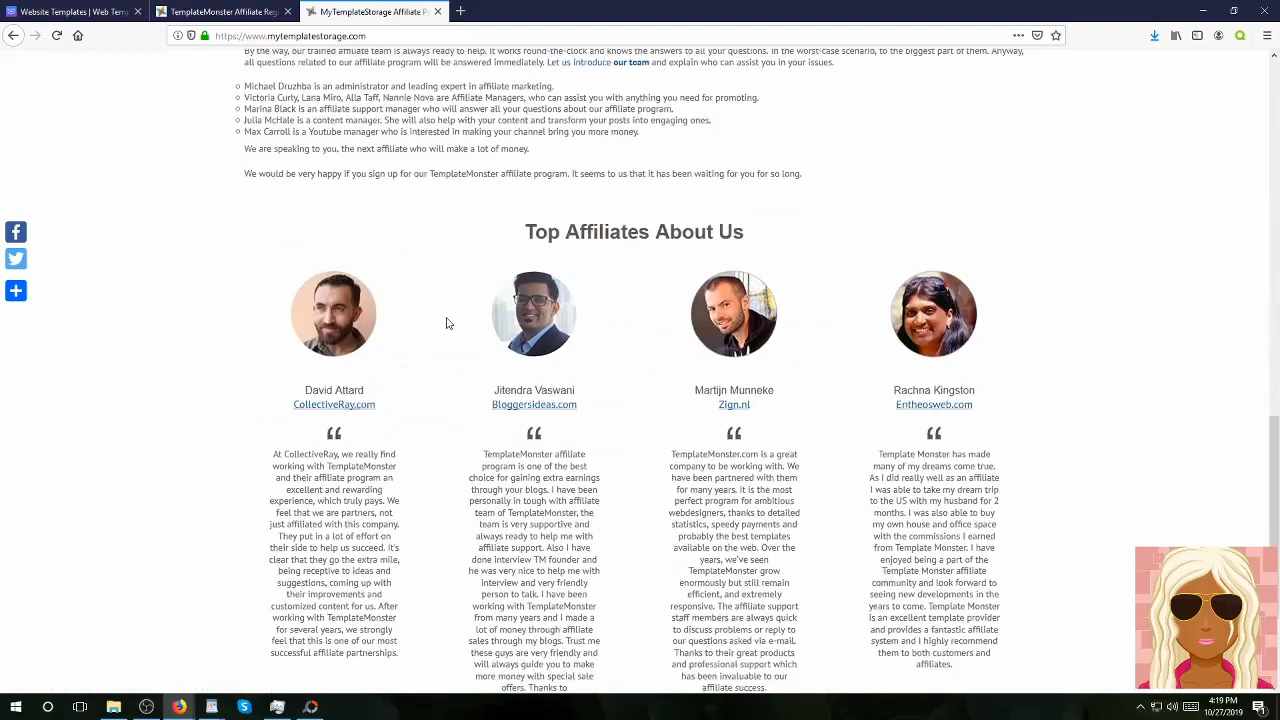 Website Templates | Web Temp
TemplateMonster Affiliate Reg
MyTemplateStorage Affiliate P
https://www.mytemplatestorage.com
By the way, our trained affiliate team is always ready to help. It works round-the-clock and knows the answers to all your questions. In the worst-case scenario, to the biggest part of them. Anyway,
all questions related to our affiliate program will be answered immediately. Let us introduce our team and explain who can assist you in your issues.
Michael Druzhba is an administrator and leading expert in affiliate marketing.
Victoria Curly, Lana Miro, Alla Taff, Nannie Nova are Affiliate Managers, who can assist you with anything you need for promoting.
Marina Black is an affiliate support manager who will answer all your questions about our affiliate program.
Julia McHale is a content manager. She will also help with your content and transform your posts into engaging ones.
Max Carroll is a Youtube manager who is interested in making your channel bring you more money.
We are speaking to you, the next affiliate who will make a lot of money.
We would be very happy if you sign up for our TemplateMonster affiliate program. It seems to us that it has been waiting for you for so long.
Top Affiliates About Us
David Attard
CollectiveRay.com
“
At CollectiveRay, we really find
working with TemplateMonster
and their affiliate program an
excellent and rewarding
experience, which truly pays. We
feel that we are partners, not
just affiliated with this company.
They put in a lot of effort on
their side to help us succeed. It's
clear that they go the extra mile,
being receptive to ideas and
suggestions, coming up with
their improvements and
customized content for us. After
working with TemplateMonster
for several years, we strongly
feel that this is one of our most
successful affiliate partnerships.
Jitendra Vaswani
Bloggersideas.com
“
TemplateMonster affiliate
program is one of the best
choice for gaining extra earnings
through your blogs. I have been
personally in tough with affiliate
team of TemplateMonster, the
team is very supportive and
always ready to help me with
affiliate support. Also I have
done interview TM founder and
he was very nice to help me with
interview and very friendly
person to talk. I have been
working with TemplateMonster
from many years and I made a
lot of money through affiliate
sales through my blogs. Trust me
these guys are very friendly and
will always guide you to make
more money with special sale
offers. Thanks to
Martijn Munneke
Zign.nl
“
TemplateMonster.com is a great
company to be working with. We
have been partnered with them
for many years. It is the most
perfect program for ambitious
webdesigners, thanks to detailed
statistics, speedy payments and
probably the best templates
available on the web. Over the
years, we've seen
TemplateMonster grow
enormously but still remain
efficient, and extremely
responsive. The affiliate support
staff members are always quick
to discuss problems or reply to
our questions asked via e-mail.
Thanks to their great products
and professional support which
has been invaluable to our
affiliate success.
Rachna Kingston
Entheosweb.com
“
Template Monster has made
many of my dreams come true.
As I did really well as an affiliate
I was able to take my dream trip
to the US with my husband for 2
months. I was also able to buy
my own house and office space
with the commissions I earned
from Template Monster. I have
enjoyed being a part of the
Template Monster affiliate
community and look forward to
seeing new developments in the
years to come. Template Monster
is an excellent template provider
and provides a fantastic affiliate
system and I highly recommend
them to both customers and
affiliates.
4:19 PM
10/27/2019